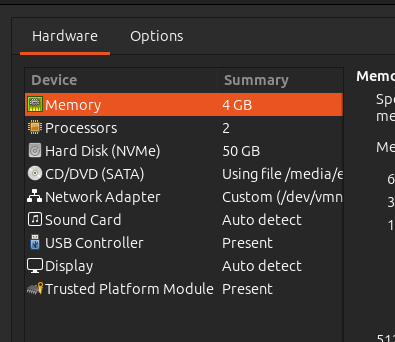 Hardware Options
Device Summary Memo
Memory 4 GB Spe
Processors 2 me
Hard Disk (NVMe) 50 GB Me
CD/DVD (SATA) Using file /media/e 6
Network Adapter Custom (/dev/vmn 3
Sound Card Auto detect 1
USB Controller Present
Display Auto detect
Trusted Platform Module Present
512